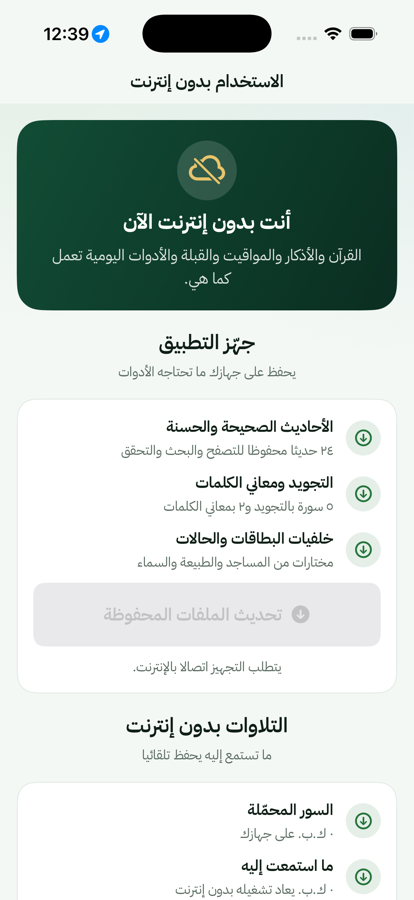 12:39
الاستخدام بدون إنترنت
أنت بدون إنترنت الآن
القرآن والأذكار والمواقيت والقبلة والأدوات اليومية تعمل
كما هي.
جهّز التطبيق
يحفظ على جهازك ما تحتاجه الأدوات
الأحاديث الصحيحة والحسنة
٢٤ حديثا محفوظا للتصفح والبحث والتحقق
التجويد ومعاني الكلمات
٥ سورة بالتجويد و٢ بمعاني الكلمات
خلفيات البطاقات والحالات
مختارات من المساجد والطبيعة والسماء
تحديث الملفات المحفوظة
يتطلب التجهيز اتصالا بالإنترنت.
التلاوات بدون إنترنت
ما تستمع إليه يحفظ تلقائيا
السور المحمّلة
٠ ك.ب. على جهازك
ما استمعت إليه
٠ ك.ب. يعاد تشغيله بدون إنترنت